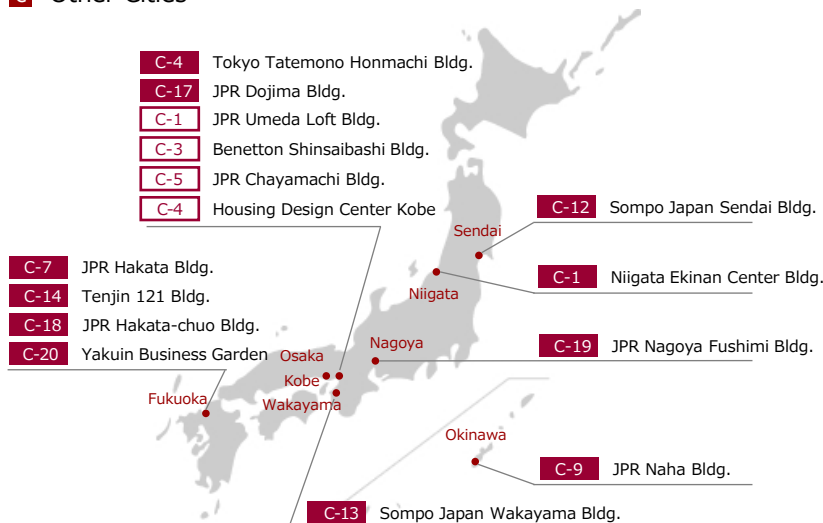 C Other Cities
C-4 Tokyo Tatemono Honmachi Bldg.
C-17 JPR Dojima Bldg.
C-1 JPR Umeda Loft Bldg.
C-3 Benetton Shinsaibashi Bldg.
C-5 JPR Chayamachi Bldg.
C-4 Housing Design Center Kobe
C-12 Sompo Japan Sendai Bldg.
Sendai
C-7 JPR Hakata Bldg.
C-1 Niigata Ekinan Center Bldg.
Niigata
C-14 Tenjin 121 Bldg.
C-18 JPR Hakata-chuo Bldg.
Nagoya
C-19 JPR Nagoya Fushimi Bldg.
C-20 Yakuin Business Garden
Osaka
Kobe
Fukuoka
Wakayama
Okinawa
C-9 JPR Naha Bldg.
C-13 Sompo Japan Wakayama Bldg.